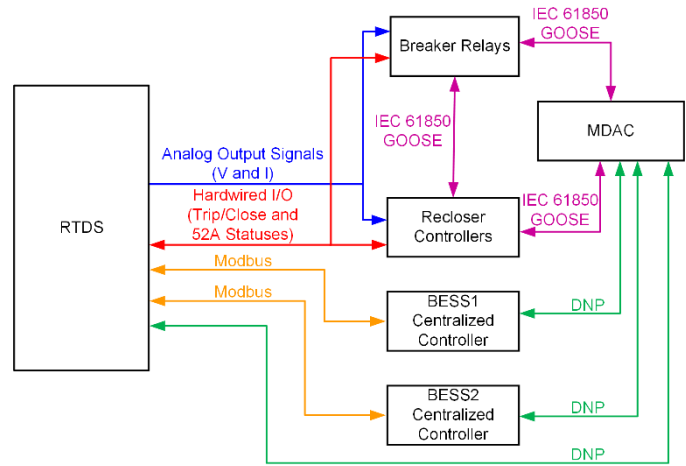 IEC 61850
GOOSE
Breaker Relays
IEC 61850
GOOSE
MDAC
Analog Output Signals
(V and I)
Hardwired I/O
(Trip/Close and
52A Statuses)
IEC 61850
GOOSE
Recloser
Controllers
RTDS
Modbus
Modbus
BESS1
Centralized
Controller
DNP
BESS2
Centralized
Controller
DNP
DNP